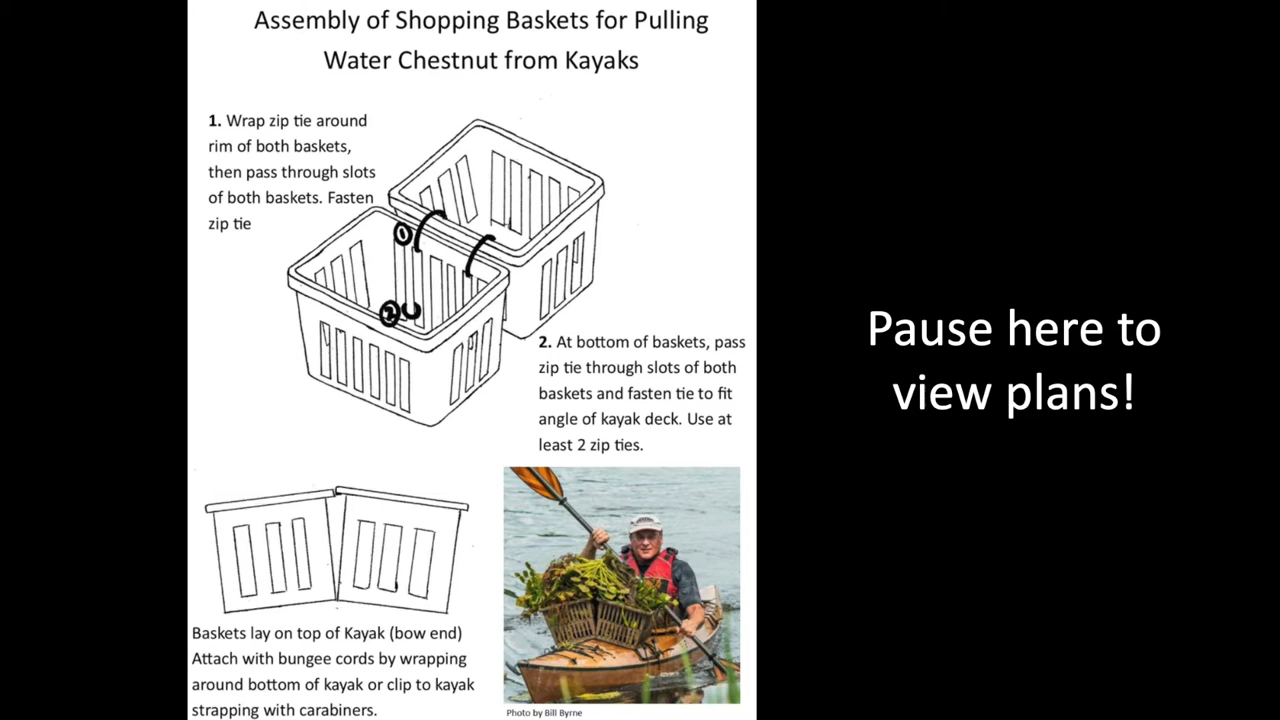 Assembly of Shopping Baskets for Pulling
Water Chestnut from Kayaks
1. Wrap zip tie around
rim of both baskets,
then pass through slots
of both baskets. Fasten
zip tie
1
2
2. At bottom of baskets, pass
zip tie through slots of both
baskets and fasten tie to fit
angle of kayak deck. Use at
least 2 zip ties.
Baskets lay on top of Kayak (bow end)
Attach with bungee cords by wrapping
around bottom of kayak or clip to kayak
strapping with carabiners.
Photo by Bill Byrne
Pause here to
view plans!